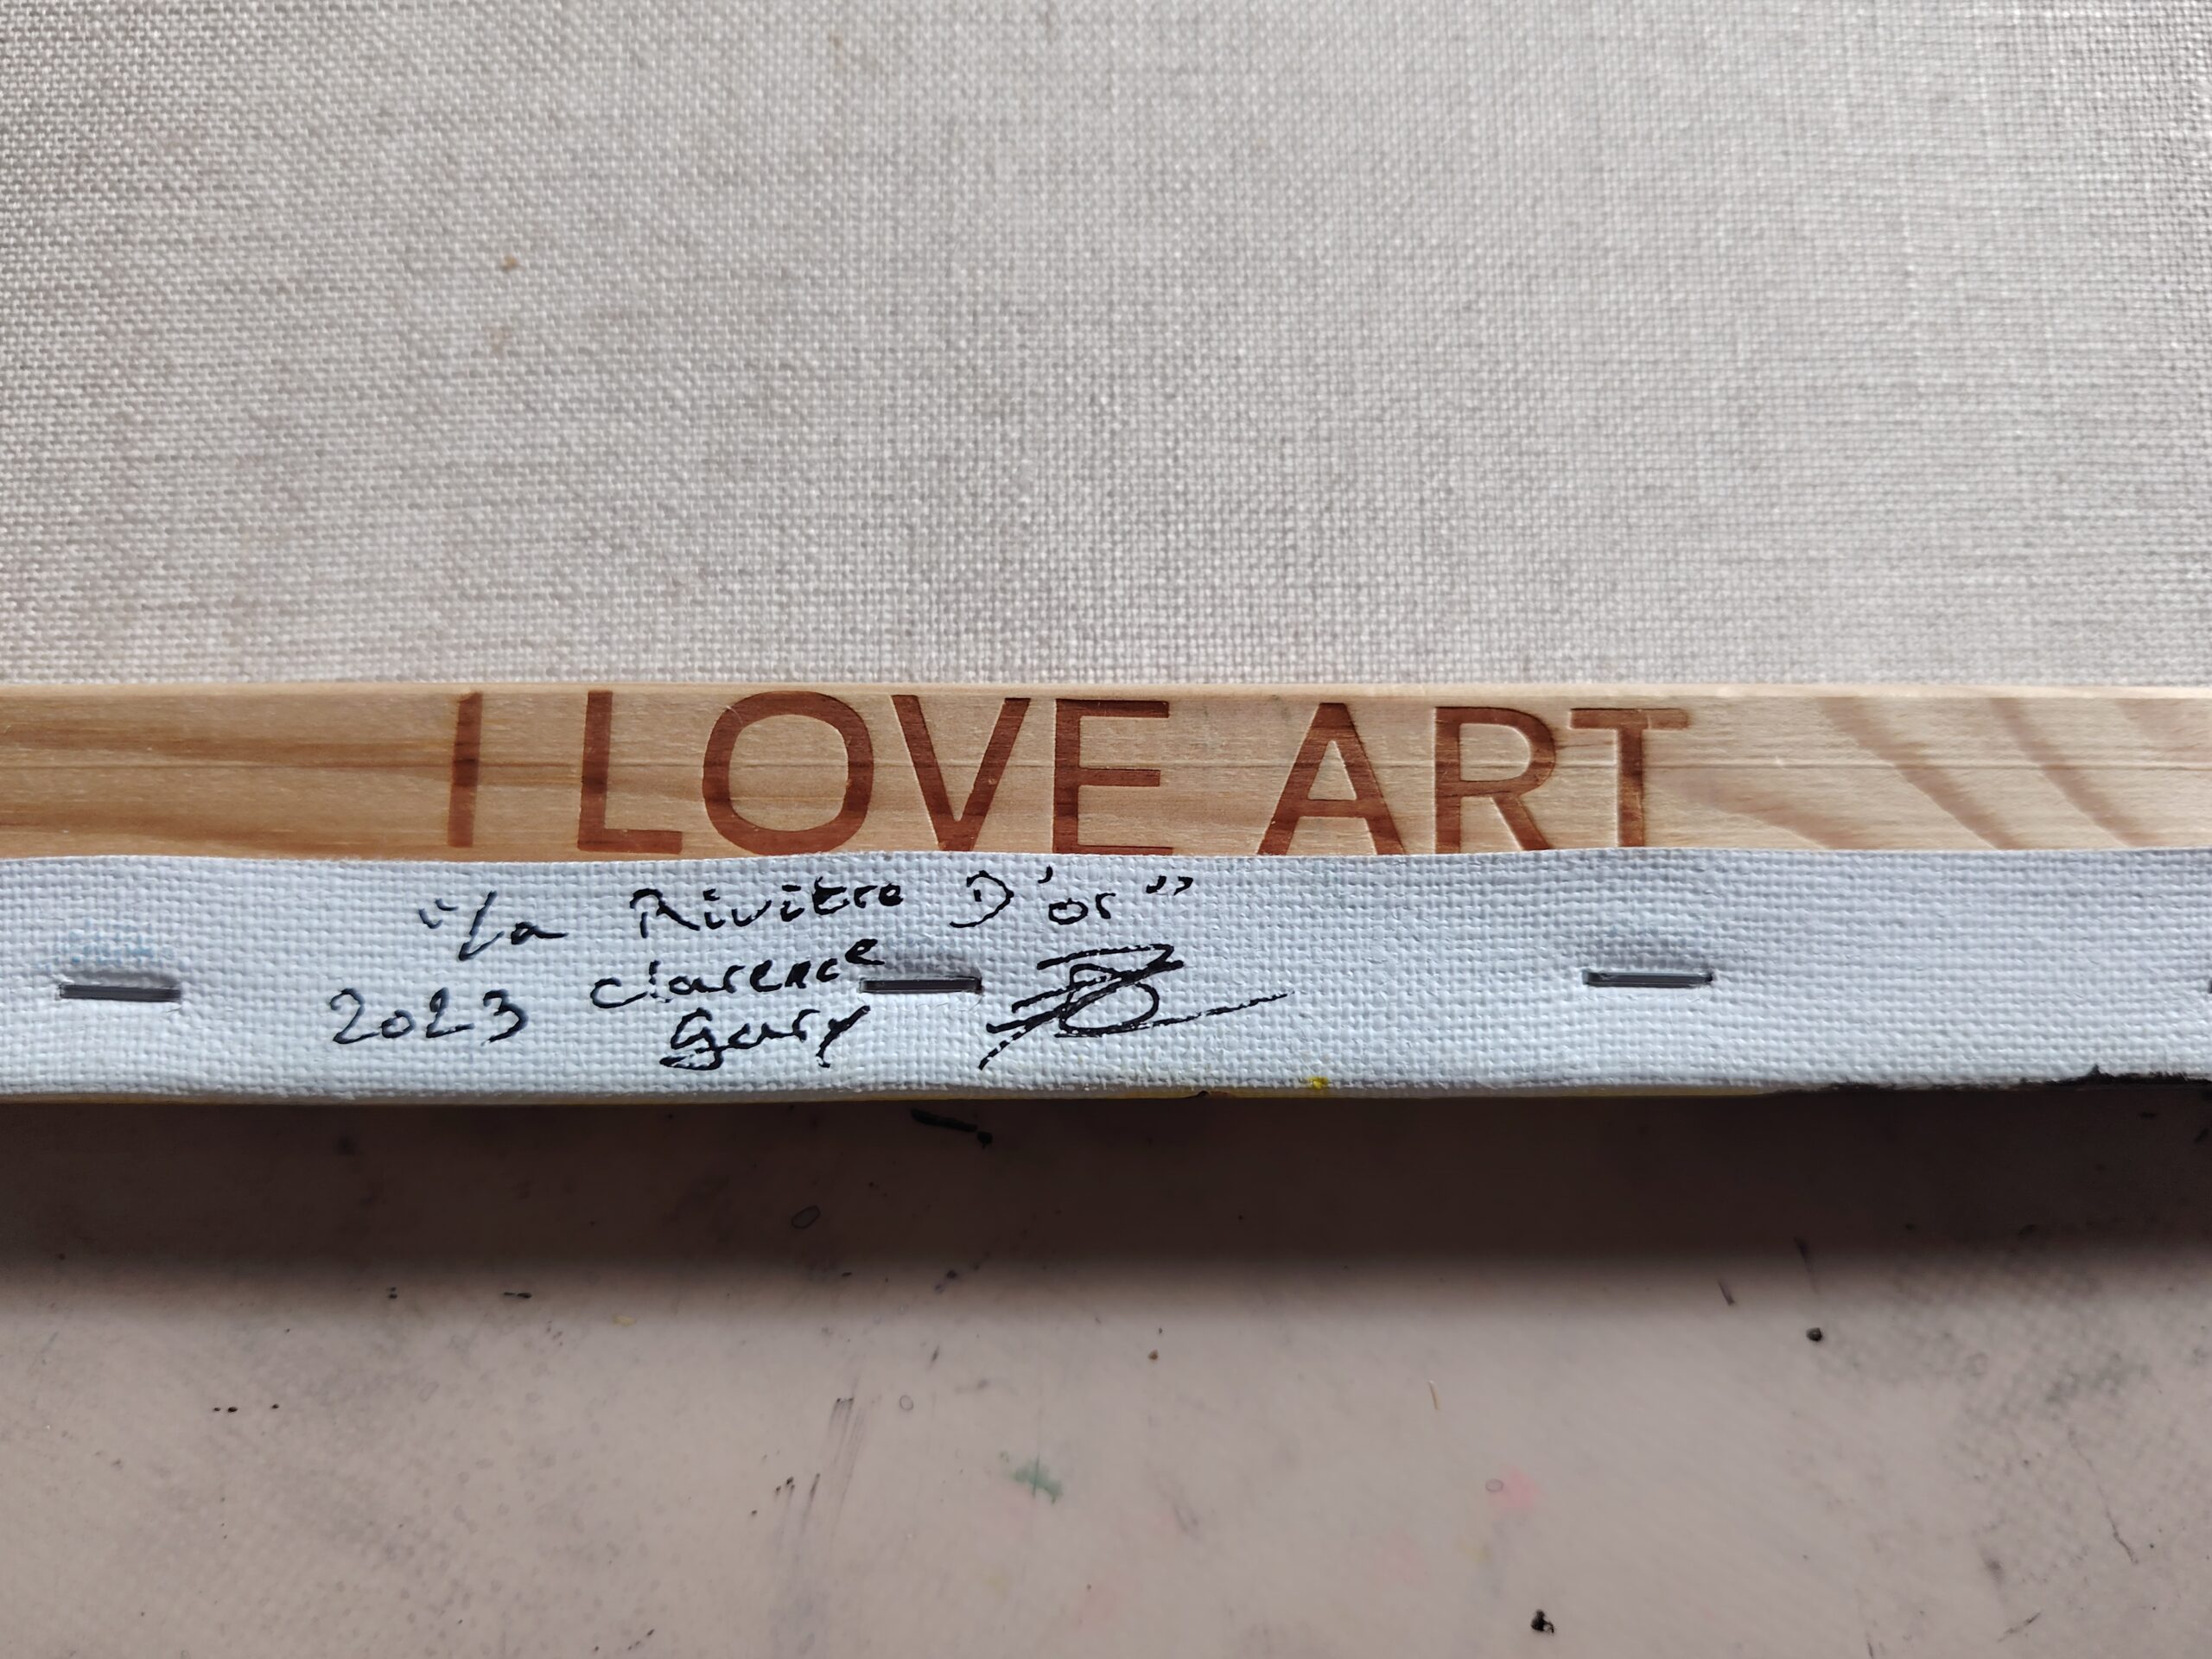 I LOVE ART
"La Rivière D'or"
2023 Clarence
Gary